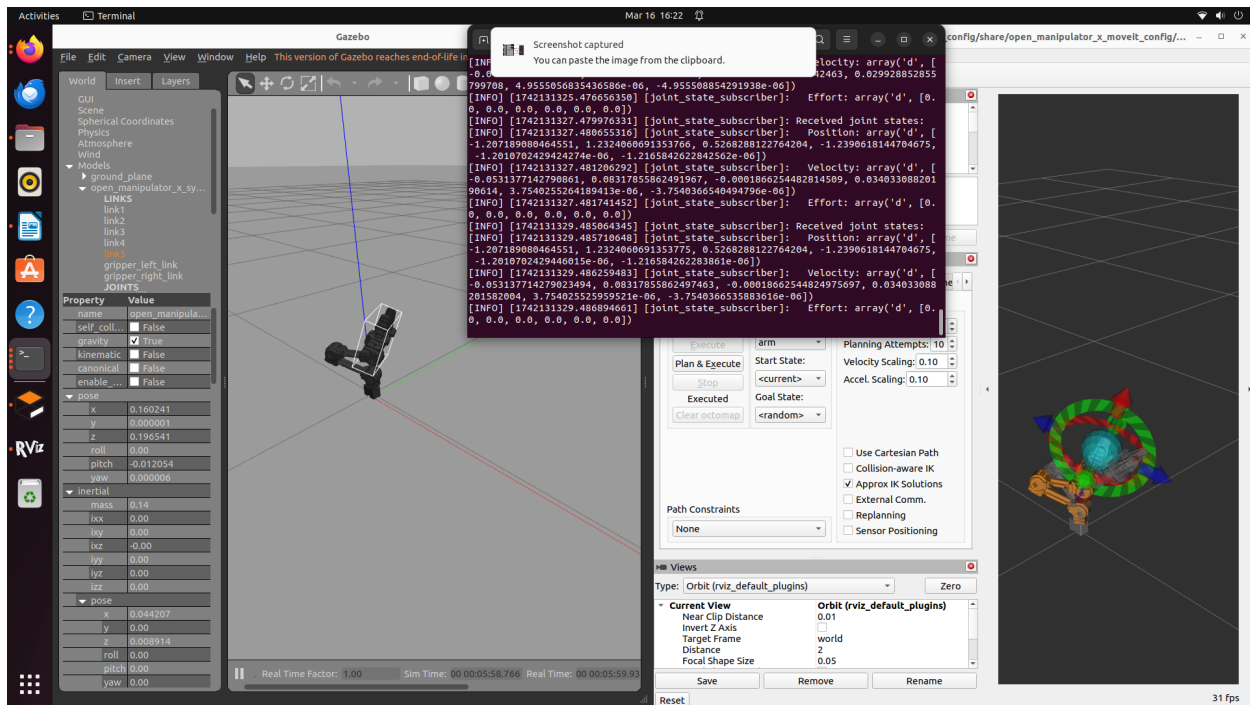 Activities
Terminal
Mar 16 16:22
Gazebo
File Edit Camera View Window Help This version of Gazebo reaches end-of-life in
World Insert Layers
GUI
Scene
Spherical Coordinates
Physics
Atmosphere
Wind
Models
ground_plane
open_manipulator_x_sy...
LINKS
link1
link2
link3
link4
link5
gripper_left_link
gripper_right_link
JOINTS
Property Value
name open_manipula...
self_coll... False
gravity True
kinematic False
canonical False
enable_... False
pose
x 0.160241
y 0.000001
z 0.196541
roll 0.00
pitch -0.012054
yaw 0.000006
inertial
mass 0.14
ixx 0.00
ixy 0.00
ixz -0.00
iyy 0.00
iyz 0.00
izz 0.00
pose
x 0.044207
y 0.00
z 0.008914
roll 0.00
pitch 0.00
yaw 0.00
Real Time Factor: 1.00 Sim Time: 00 00:05:58.766 Real Time: 00 00:05:59.93
Screenshot captured
You can paste the image from the clipboard.
[INF elocity: array('d', [
-0.0 42463, 0.029928852855
799708, 4.9555056835436586e-06, -4.955508854291938e-06])
[INFO] [1742131325.476656350] [joint_state_subscriber]: Effort: array('d', [0.
0, 0.0, 0.0, 0.0, 0.0, 0.0])
[INFO] [1742131327.479976331] [joint_state_subscriber]: Received joint states:
[INFO] [1742131327.480655316] [joint_state_subscriber]: Position: array('d', [
-1.207189080464551, 1.2324060691353766, 0.5268288122764204, -1.2390618144704675,
-1.2010702429424274e-06, -1.2165842622842562e-06])
[INFO] [1742131327.481206292] [joint_state_subscriber]: Velocity: array('d', [
-0.0531377142790861, 0.08317855862491967, -0.0001866254482814509, 0.034033088201
90614, 3.7540255264189413e-06, -3.7540366540494796e-06])
[INFO] [1742131327.481741452] [joint_state_subscriber]: Effort: array('d', [0.
0, 0.0, 0.0, 0.0, 0.0, 0.0])
[INFO] [1742131329.485064345] [joint_state_subscriber]: Received joint states:
[INFO] [1742131329.485710648] [joint_state_subscriber]: Position: array('d', [
-1.207189080464551, 1.2324060691353775, 0.5268288122764204, -1.2390618144704675,
-1.2010702429446015e-06, -1.216584262283861e-06])
[INFO] [1742131329.486259483] [joint_state_subscriber]: Velocity: array('d', [
-0.053137714279023494, 0.08317855862497463, -0.00018662544824975697, 0.034033088
201582004, 3.754025525959521e-06, -3.754036653588361​6e-06])
[INFO] [1742131329.486894661] [joint_state_subscriber]: Effort: array('d', [0.
0, 0.0, 0.0, 0.0, 0.0, 0.0])
_config/share/open_manipulator_x_moveit_config/...
Execute
Plan & Execute
Stop
Executed
Clear octomap
arm
Start State:
<current>
Goal State:
<random>
Planning Attempts: 10
Velocity Scaling: 0.10
Accel. Scaling: 0.10
Use Cartesian Path
Collision-aware IK
Approx IK Solutions
External Comm.
Replanning
Sensor Positioning
Path Constraints
None
Views
Type: Orbit (rviz_default_plugins) Zero
Current View Orbit (rviz_default_plugins)
Near Clip Distance 0.01
Invert Z Axis
Target Frame world
Distance 2
Focal Shape Size 0.05
Save Remove Rename
Reset
31 fps
RViz